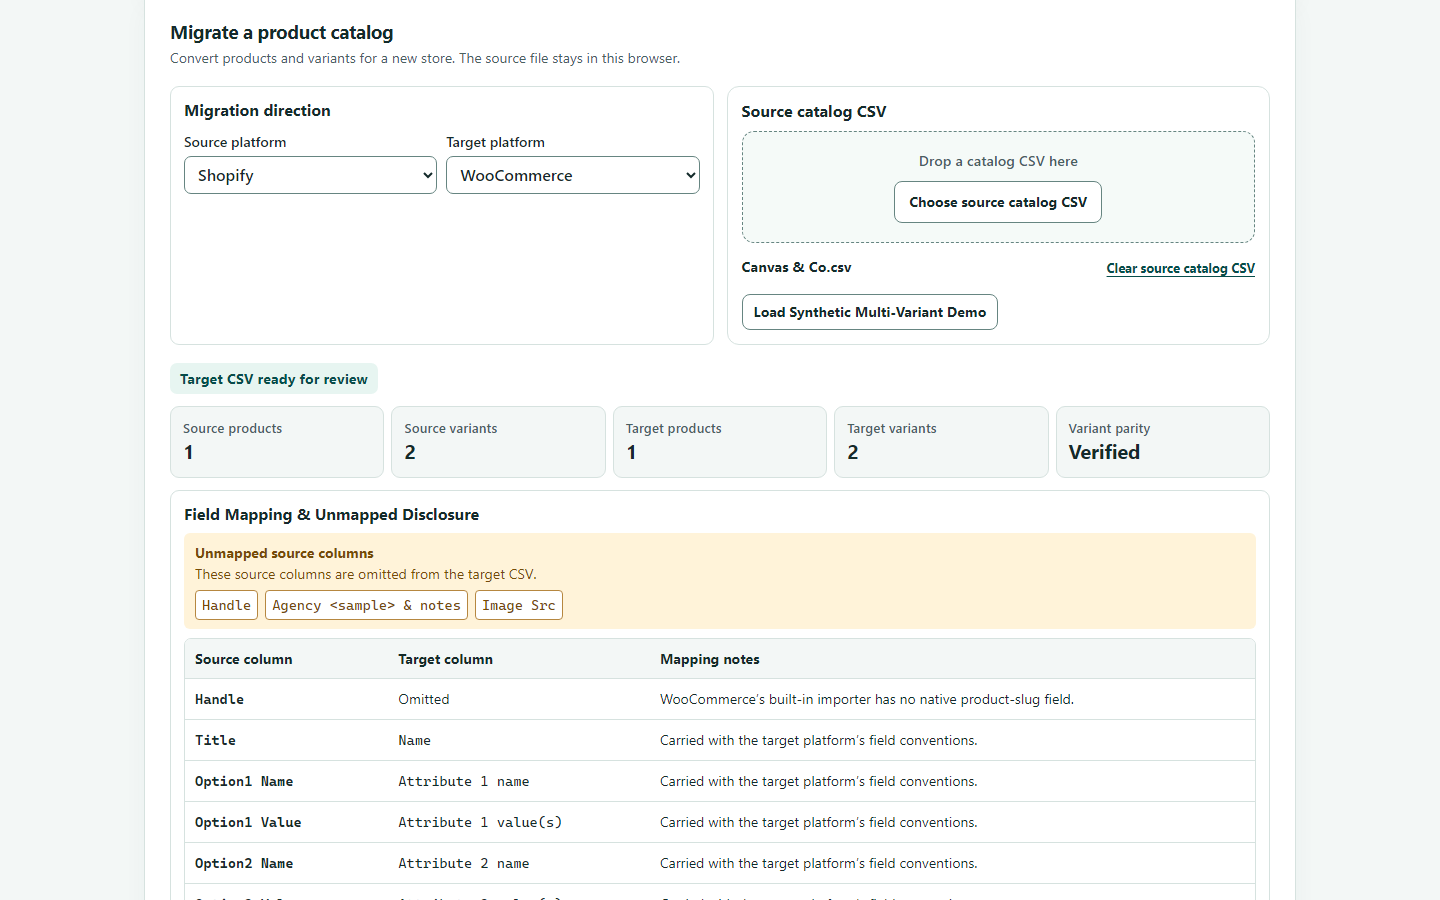 Migrate a product catalog
Convert products and variants for a new store. The source file stays in this browser.
Migration direction
Source platform
Target platform
Shopify
WooCommerce
Source catalog CSV
Drop a catalog CSV here
Choose source catalog CSV
Canvas & Co.csv
Clear source catalog CSV
Load Synthetic Multi-Variant Demo
Target CSV ready for review
Source products
1
Source variants
2
Target products
1
Target variants
2
Variant parity
Verified
Field Mapping & Unmapped Disclosure
Unmapped source columns
These source columns are omitted from the target CSV.
Handle
Agency <sample> & notes
Image Src
Source column Target column Mapping notes
Handle Omitted WooCommerce's built-in importer has no native product-slug field.
Title Name Carried with the target platform's field conventions.
Option1 Name Attribute 1 name Carried with the target platform's field conventions.
Option1 Value Attribute 1 value(s) Carried with the target platform's field conventions.
Option2 Name Attribute 2 name Carried with the target platform's field conventions.